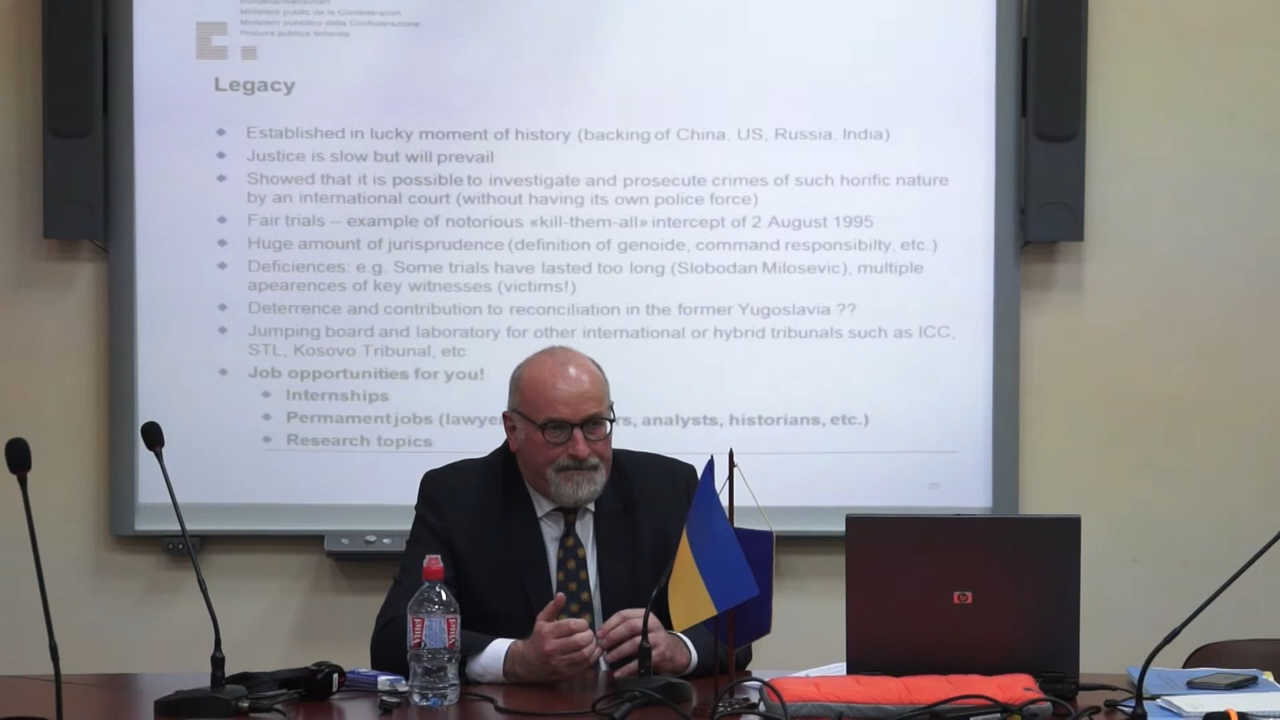 Bundesanwaltschaft
Ministère public de la Confédération
Ministero pubblico della Confederazione
Procura publica federala
Legacy
Established in lucky moment of history (backing of China, US, Russia, India)
Justice is slow but will prevail
Showed that it is possible to investigate and prosecute crimes of such horific nature
by an international court (without having its own police force)
Fair trials – example of notorious «kill-them-all» intercept of 2 August 1995
Huge amount of jurisprudence (definition of genoide, command responsibilty, etc.)
Deficiences: e.g. Some trials have lasted too long (Slobodan Milosevic), multiple
apearences of key witnesses (victims!)
Deterrence and contribution to reconciliation in the former Yugoslavia ??
Jumping board and laboratory for other international or hybrid tribunals such as ICC,
STL, Kosovo Tribunal, etc.
Job opportunities for you!
Internships
Permament jobs (lawye rs, analysts, historians, etc.)
Research topics
Vittel
Vittel
hp